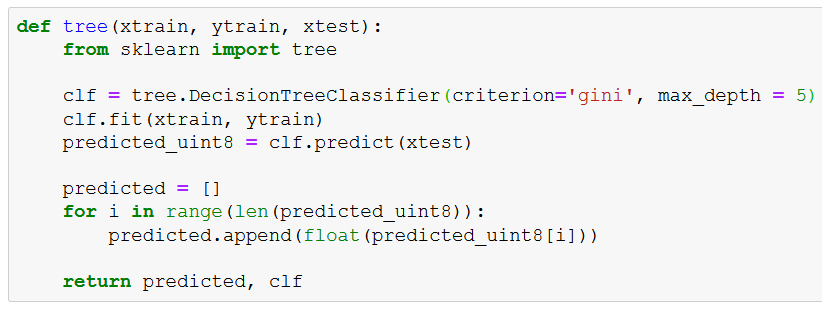 def tree(xtrain, ytrain, xtest):
    from sklearn import tree

    clf = tree.DecisionTreeClassifier(criterion='gini', max_depth = 5)
    clf.fit(xtrain, ytrain)
    predicted_uint8 = clf.predict(xtest)

    predicted = []
    for i in range(len(predicted_uint8)):
        predicted.append(float(predicted_uint8[i]))

    return predicted, clf